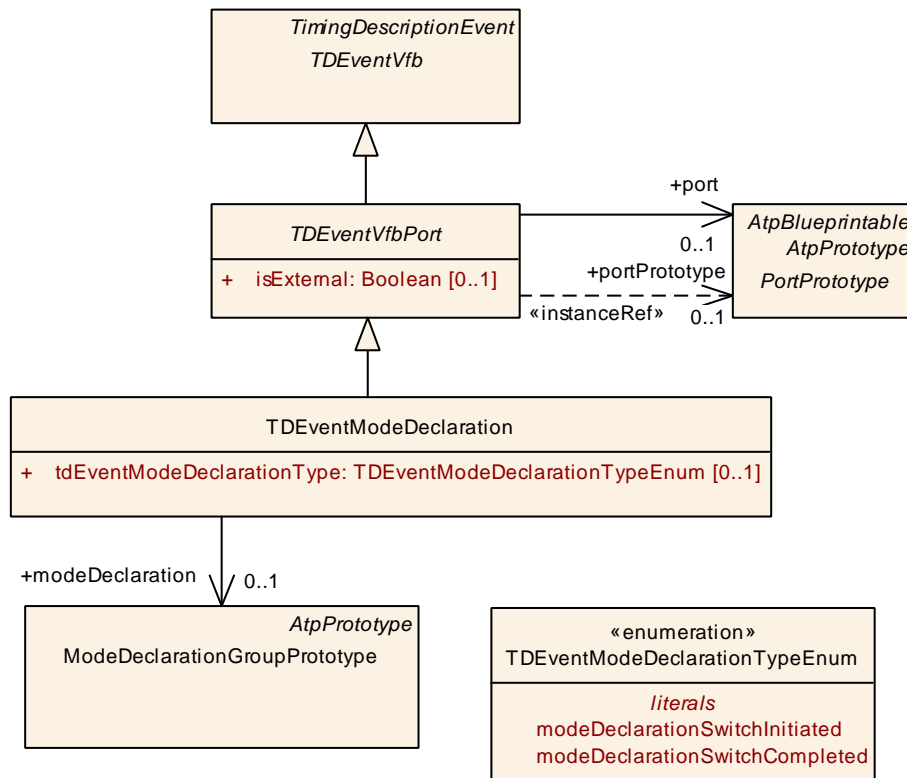 TimingDescriptionEvent
TDEventVfb
+port
0..1
TDEventVfbPort
+ isExternal: Boolean [0..1]
+portPrototype
«instanceRef»
0..1
AtpBlueprintable
AtpPrototype
PortPrototype
TDEventModeDeclaration
+ tdEventModeDeclarationType: TDEventModeDeclarationTypeEnum [0..1]
+modeDeclaration
0..1
AtpPrototype
ModeDeclarationGroupPrototype
«enumeration»
TDEventModeDeclarationTypeEnum
literals
modeDeclarationSwitchInitiated
modeDeclarationSwitchCompleted